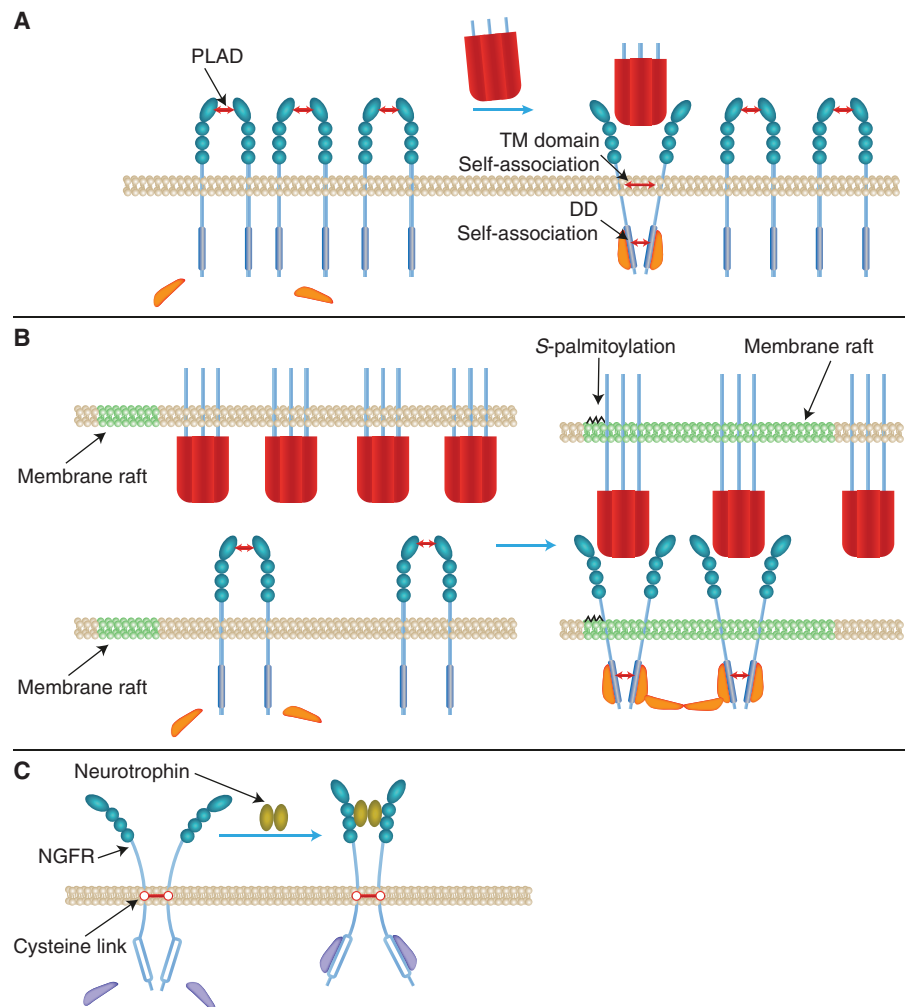 A
PLAD
TM domain
Self-association
DD
Self-association
B
S-palmitoylation
Membrane raft
Membrane raft
Membrane raft
C
Neurotrophin
NGFR
Cysteine link